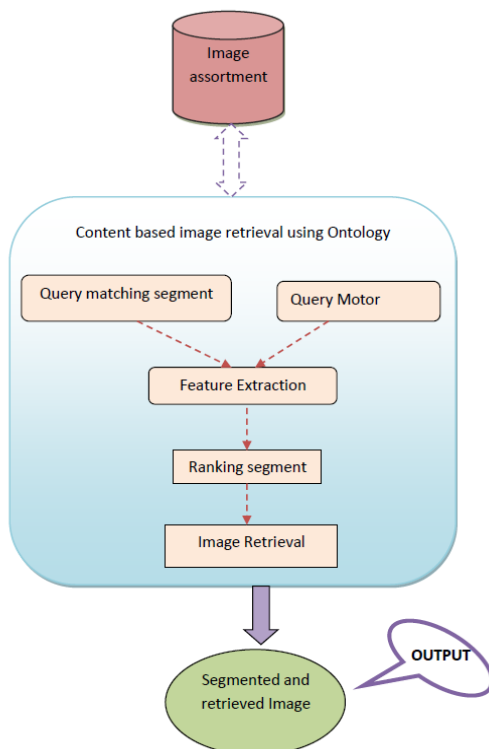 Image
assortment
Content based image retrieval using Ontology
Query matching segment
Query Motor
Feature Extraction
Ranking segment
Image Retrieval
OUTPUT
Segmented and
retrieved Image